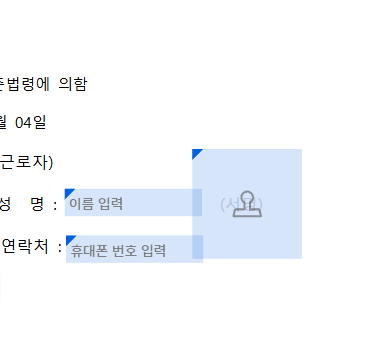 준법령에 의함
월 04일
근로자)
성 명 : 이름 입력 (서명)
연락처 : 휴대폰 번호 입력